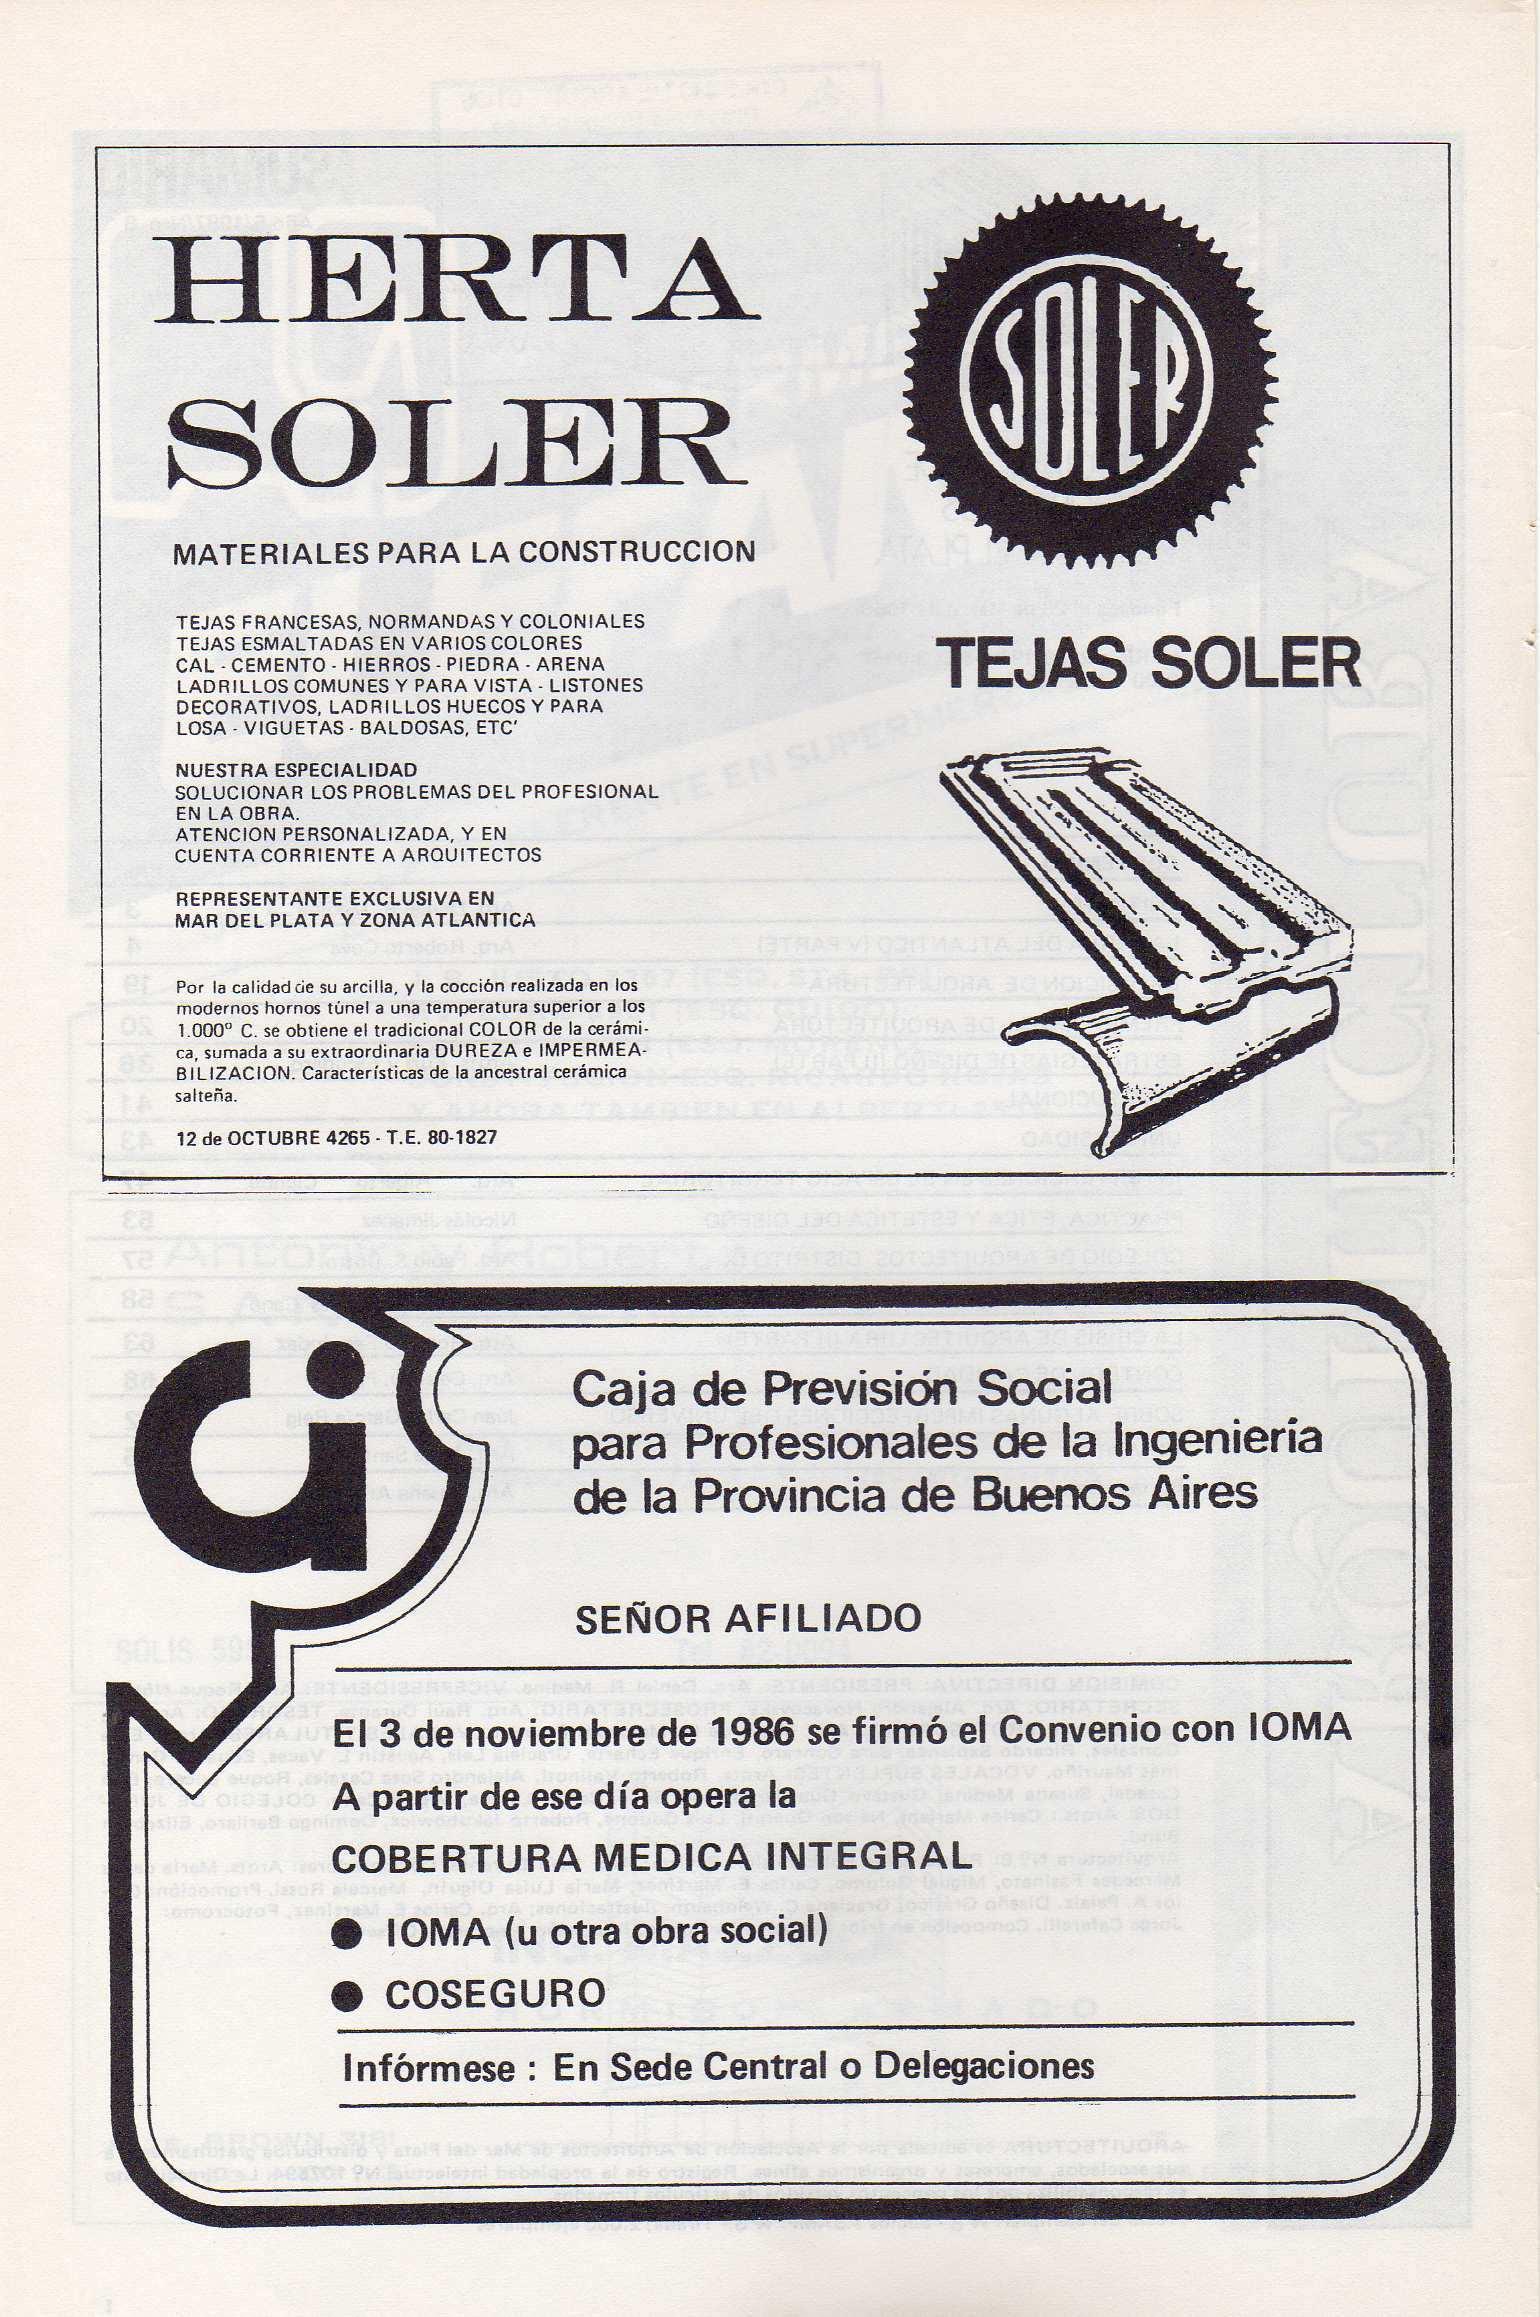 HERTA
SOLER
MATERIALES PARA LA CONSTRUCCION
TEJAS FRANCESAS, NORMANDAS Y COLONIALES
TEJAS ESMALTADAS EN VARIOS COLORES
CAL - CEMENTO - HIERROS - PIEDRA - ARENA
LADRILLOS COMUNES Y PARA VISTA - LISTONES
DECORATIVOS, LADRILLOS HUECOS Y PARA
LOSA - VIGUETAS - BALDOSAS, ETC'
NUESTRA ESPECIALIDAD
SOLUCIONAR LOS PROBLEMAS DEL PROFESIONAL
EN LA OBRA.
ATENCION PERSONALIZADA, Y EN
CUENTA CORRIENTE A ARQUITECTOS
REPRESENTANTE EXCLUSIVA EN
MAR DEL PLATA Y ZONA ATLANTICA
Por la calidad de su arcilla, y la cocción realizada en los
modernos hornos túnel a una temperatura superior a los
1.000º C. se obtiene el tradicional COLOR de la cerámi-
ca, sumada a su extraordinaria DUREZA e IMPERMEA-
BILIZACION. Características de la ancestral cerámica
salteña.
12 de OCTUBRE 4265 - T.E. 80-1827
SOLER
TEJAS SOLER
ai
Caja de Previsión Social
para Profesionales de la Ingeniería
de la Provincia de Buenos Aires
SEÑOR AFILIADO
El 3 de noviembre de 1986 se firmó el Convenio con IOMA
A partir de ese día opera la
COBERTURA MEDICA INTEGRAL
● IOMA (u otra obra social)
● COSEGURO
Infórmese : En Sede Central o Delegaciones